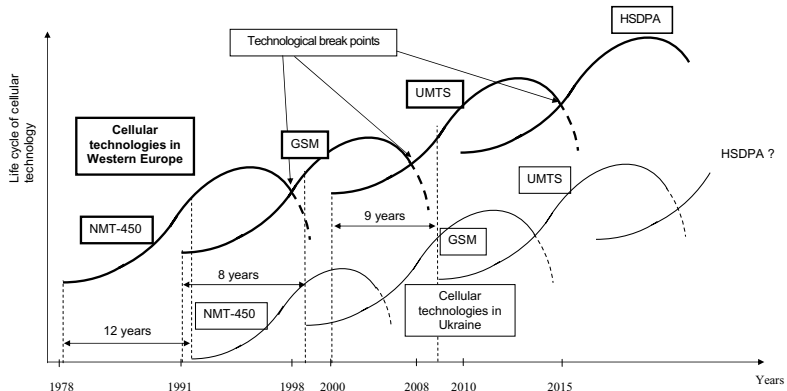 HSDPA
Technological break points
UMTS
Life cycle of cellular
technology
Cellular
technologies in
Western Europe
GSM
HSDPA ?
UMTS
NMT-450
9 years
GSM
8 years
NMT-450
Cellular
technologies in
Ukraine
12 years
1978
1991
1998
2000
2008
2010
2015
Years